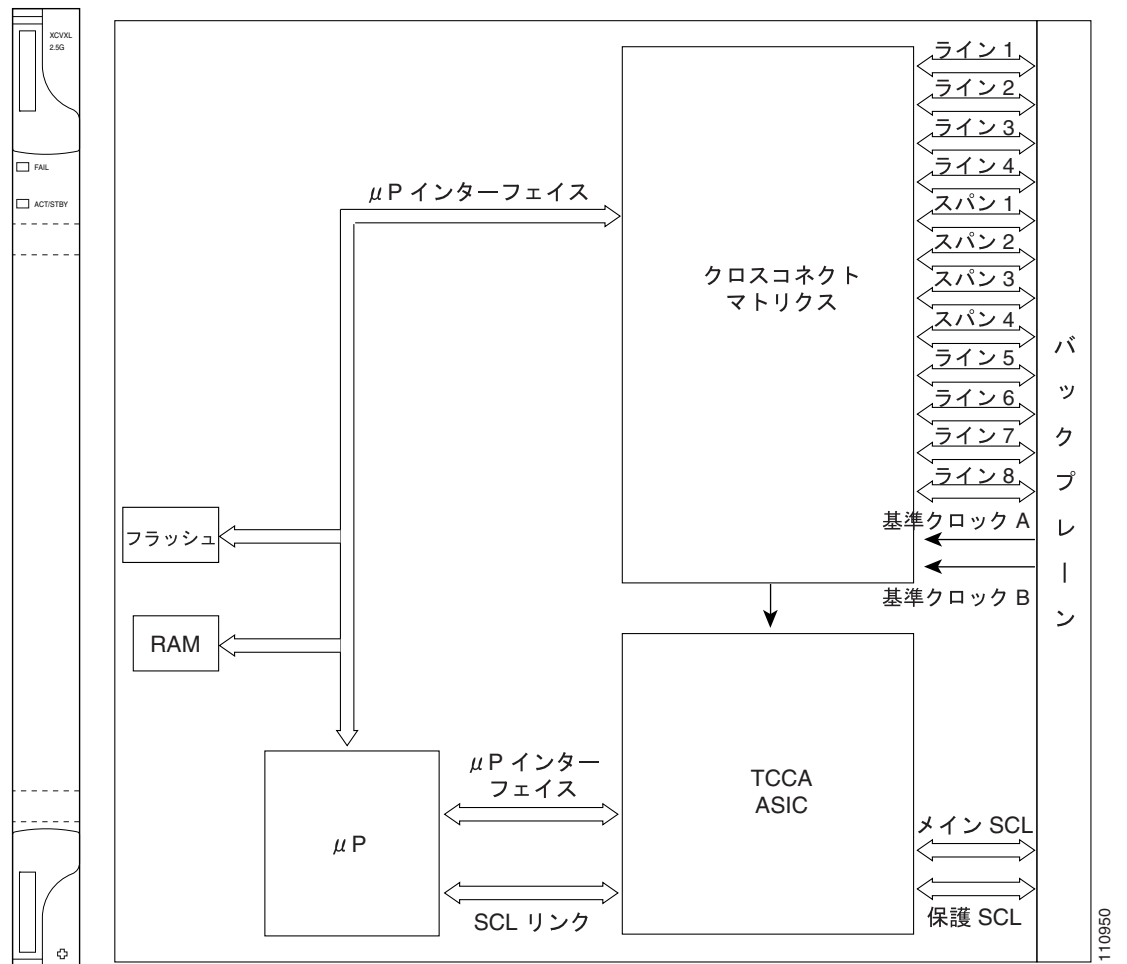 XCVXL
2.5G
FAIL
ACT/STBY
μP インターフェイス
クロスコネクト
マトリクス
ライン 1
ライン 2
ライン 3
ライン 4
スパン 1
スパン 2
スパン 3
スパン 4
ライン 5
ライン 6
ライン 7
ライン 8
基準クロック A
基準クロック B
バックプレーン
フラッシュ
RAM
μP
μP インター
フェイス
SCL リンク
TCCA
ASIC
メイン SCL
保護 SCL
110950